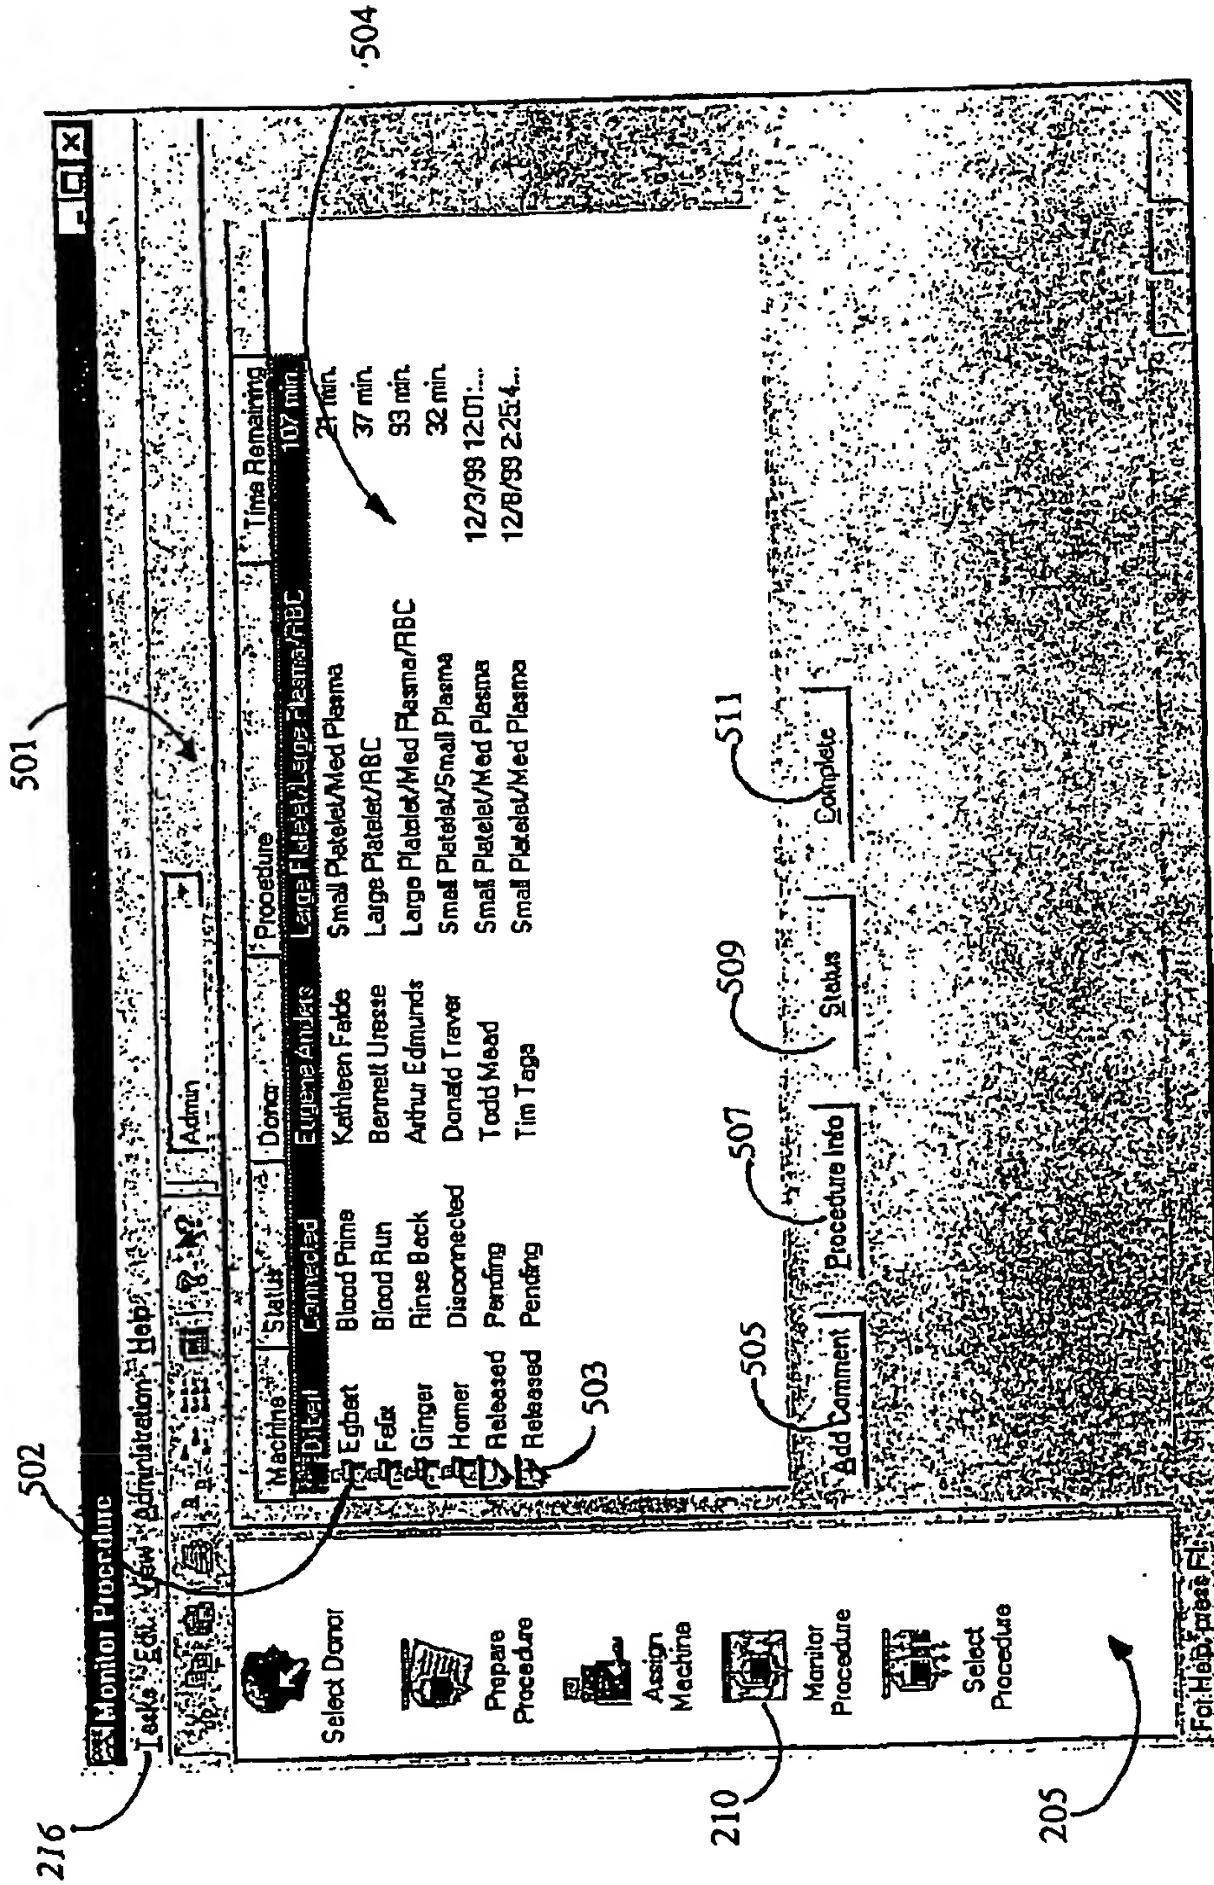 501
502
504
216
Monitor Procedure
Tasks Edit View Administration Help
Admin
Machine Status Donor Procedure Time Remaining
Connected Eugene Anders Large Platelet/Large Plasma/RBC 107 min.
Egbert Blood Prime Kathleen Falde Small Platelet/Med Plasma 21 min.
Felix Blood Run Bennett Uresse Large Platelet/RBC 37 min.
Ginger Rinse Back Arthur Edmunds Large Platelet/Med Plasma/RBC 93 min.
Homer Disconnected Donald Traver Small Platelet/Small Plasma 32 min.
Released Pending Todd Mead Small Platelet/Med Plasma 12/3/99 12:01:...
Released Pending Tim Taga Small Platelet/Med Plasma 12/8/99 2:25:4...
503
Select Donor
Prepare
Procedure
Assign
Machine
Monitor
Procedure
Select
Procedure
505
507
509
511
Add Comment
Procedure Info
Status
Complete
210
205
For Help, press F1